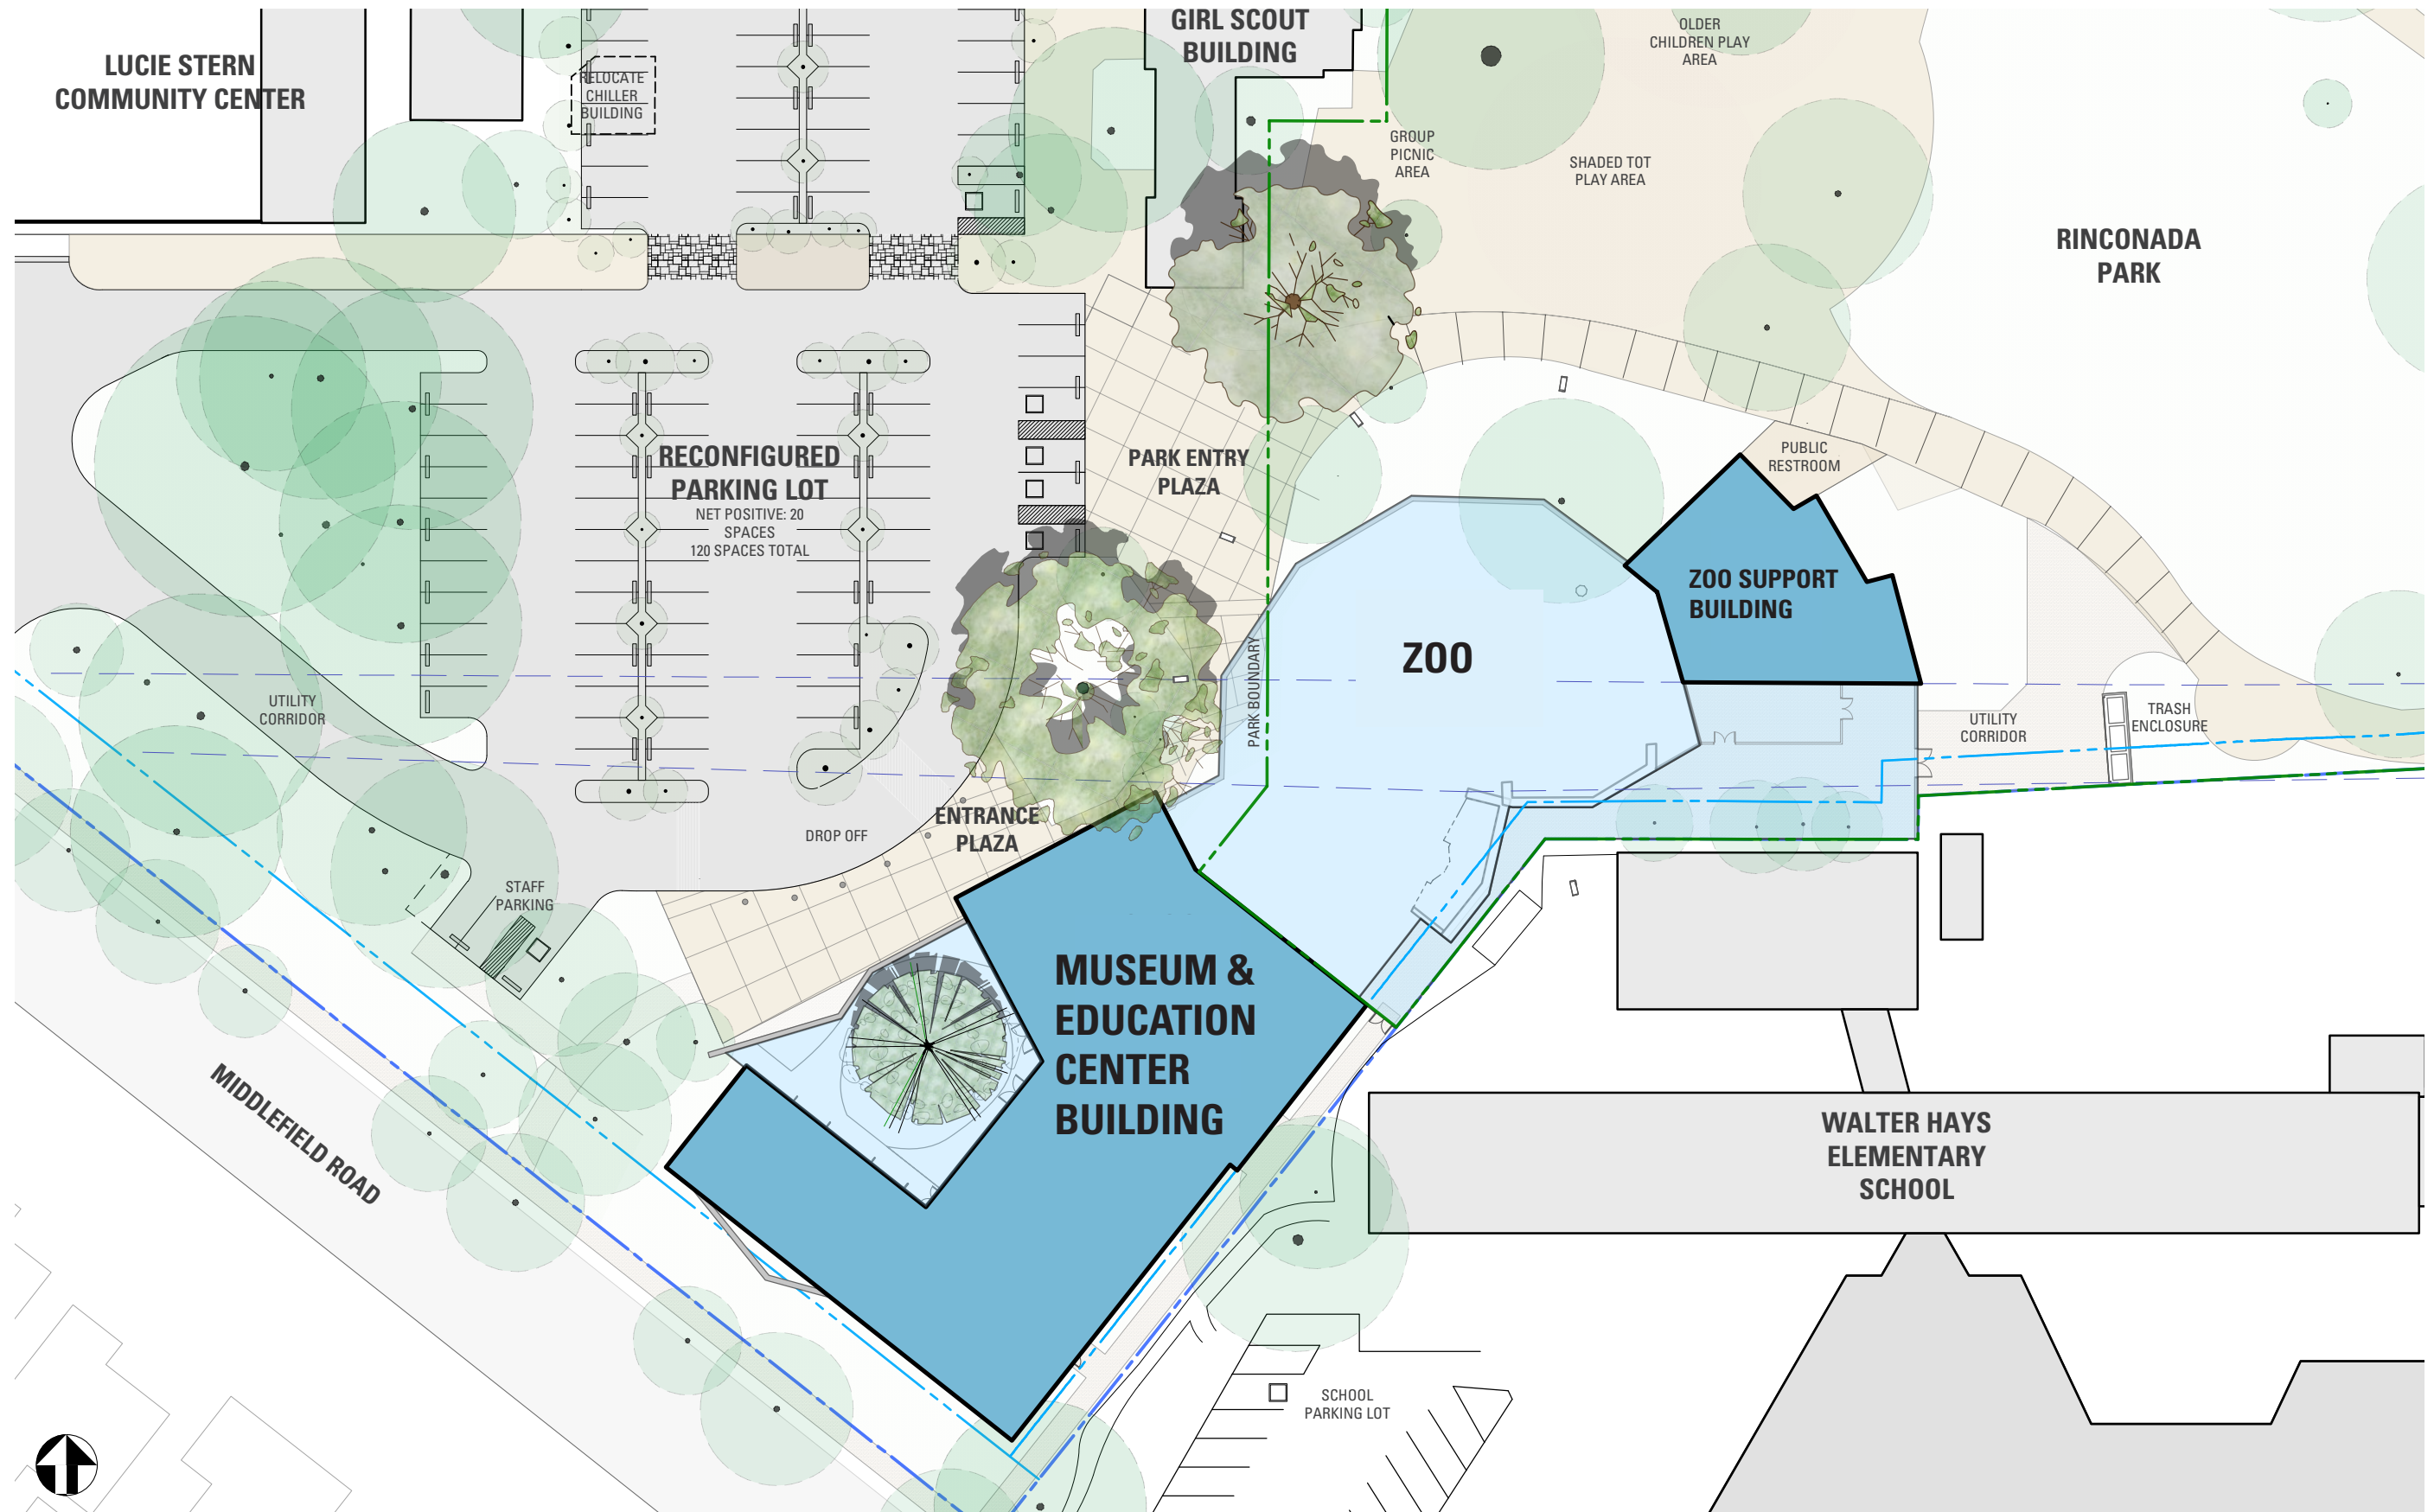 GIRL SCOUT
BUILDING
OLDER
CHILDREN PLAY
AREA
LUCIE STERN
COMMUNITY CENTER
RELOCATE
CHILLER
BUILDING
GROUP
PICNIC
AREA
SHADED TOT
PLAY AREA
RINCONADA
PARK
RECONFIGURED
PARKING LOT
NET POSITIVE: 20
SPACES
120 SPACES TOTAL
PARK ENTRY
PLAZA
PUBLIC
RESTROOM
ZOO SUPPORT
BUILDING
ZOO
PARK BOUNDARY
UTILITY
CORRIDOR
UTILITY
CORRIDOR
TRASH
ENCLOSURE
DROP OFF
ENTRANCE
PLAZA
STAFF
PARKING
MUSEUM &
EDUCATION
CENTER
BUILDING
MIDDLEFIELD ROAD
WALTER HAYS
ELEMENTARY
SCHOOL
SCHOOL
PARKING LOT